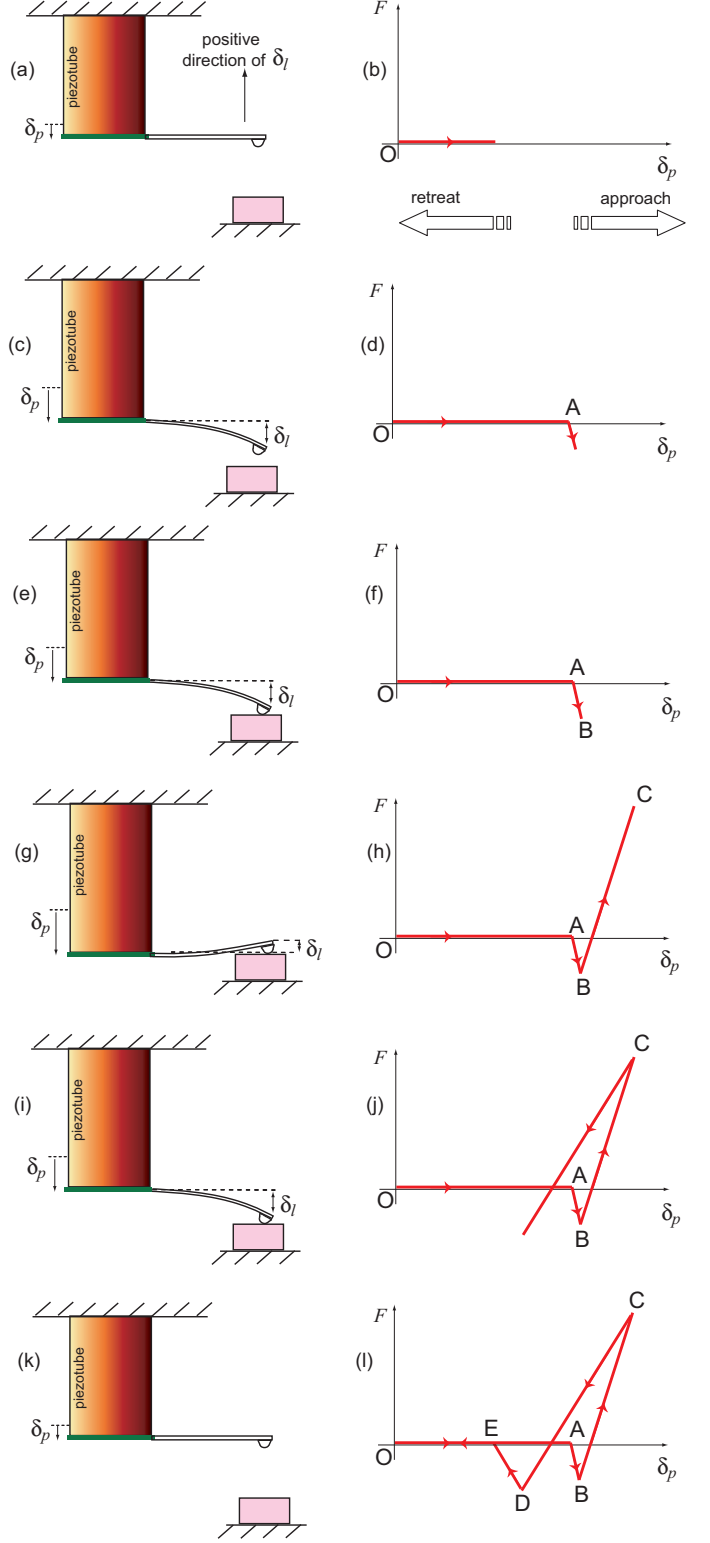 (a)
piezotube
δp
positive
direction of δl
(b)
F
O
δp
retreat
approach
(c)
piezotube
δp
δl
(d)
F
A
O
δp
(e)
piezotube
δp
δl
(f)
F
A
O
B
δp
(g)
piezotube
δp
δl
(h)
F
C
A
O
B
δp
(i)
piezotube
δp
δl
(j)
F
C
A
O
B
δp
(k)
piezotube
δp
(l)
F
C
E
A
O
D
B
δp